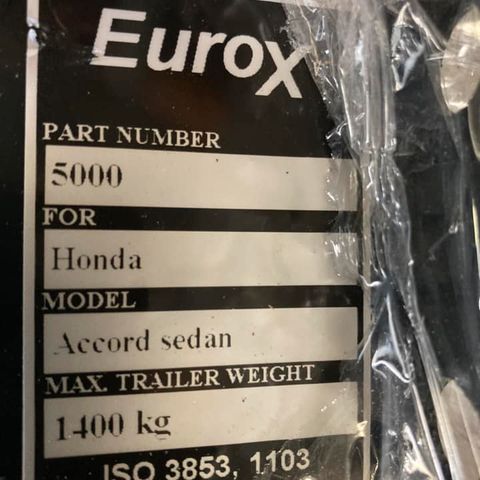 EuroX
PART NUMBER
5000
FOR
Honda
MODEL
Accord sedan
MAX. TRAILER WEIGHT
1400 kg
ISO 3853, 1103